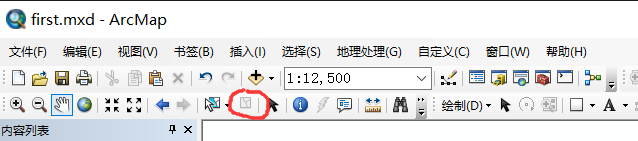 first.mxd - ArcMap
文件(F) 编辑(E) 视图(V) 书签(B) 插入(I) 选择(S) 地理处理(G) 自定义(C) 窗口(W) 帮助(H)
1:12,500
绘制(D) A
内容列表